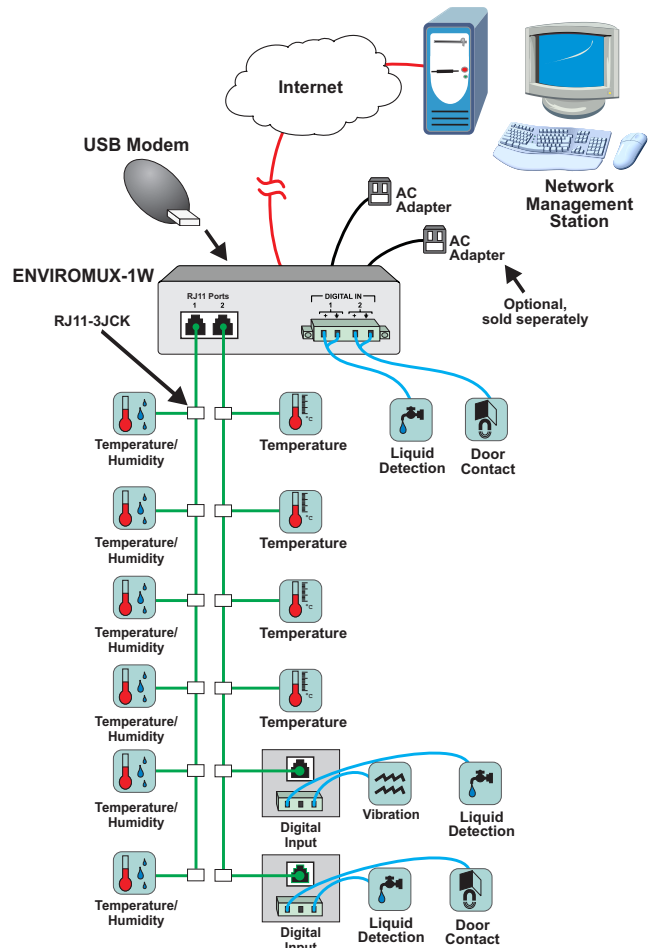 Internet
USB Modem
AC
Adapter
Network
Management
Station
AC
Adapter
ENVIROMUX-1W
Optional,
sold seperately
RJ11 Ports
1 2
DIGITAL IN
1 2
+ +
RJ11-3JCK
Temperature/
Humidity
°C
Temperature
Liquid
Detection
Door
Contact
Temperature/
Humidity
°C
Temperature
Temperature/
Humidity
°C
Temperature
Temperature/
Humidity
°C
Temperature
Temperature/
Humidity
Digital
Input
Vibration
Liquid
Detection
Temperature/
Humidity
Digital
Input
Liquid
Detection
Door
Contact